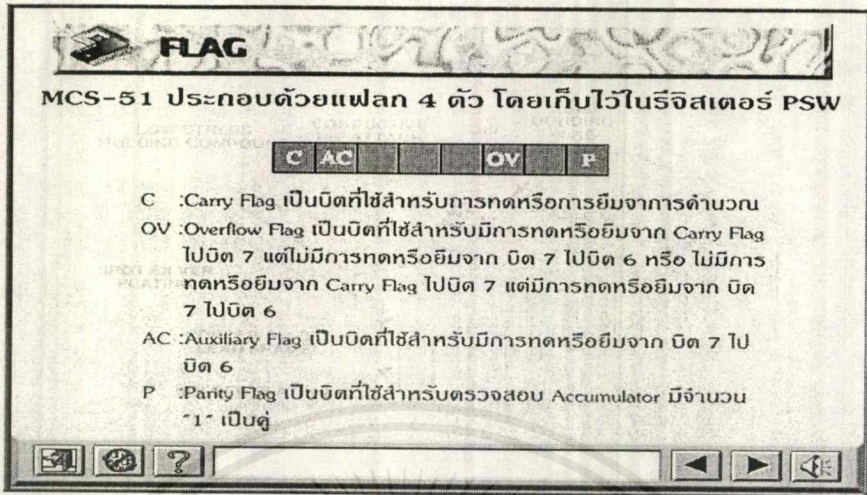 FLAG
MCS-51 ประกอบด้วยแฟลก 4 ตัว โดยเก็บไว้ในรีจิสเตอร์ PSW
C AC OV P
C :Carry Flag เป็นบิตที่ใช้สำหรับการทดหรือการยืมจาการคำนวณ
OV :Overflow Flag เป็นบิตที่ใช้สำหรับมีการทดหรือยืมจาก Carry Flag
ไปบิต 7 แต่ไม่มีการทดหรือยืมจาก บิต 7 ไปบิต 6 หรือ ไม่มีการ
ทดหรือยืมจาก Carry Flag ไปบิต 7 แต่มีการทดหรือยืมจาก บิต
7 ไปบิต 6
AC :Auxiliary Flag เป็นบิตที่ใช้สำหรับมีการทดหรือยืมจาก บิต 7 ไป
บิต 6
P :Parity Flag เป็นบิตที่ใช้สำหรับตรวจสอบ Accumulator มีจำนวน
"1" เป็นคู่